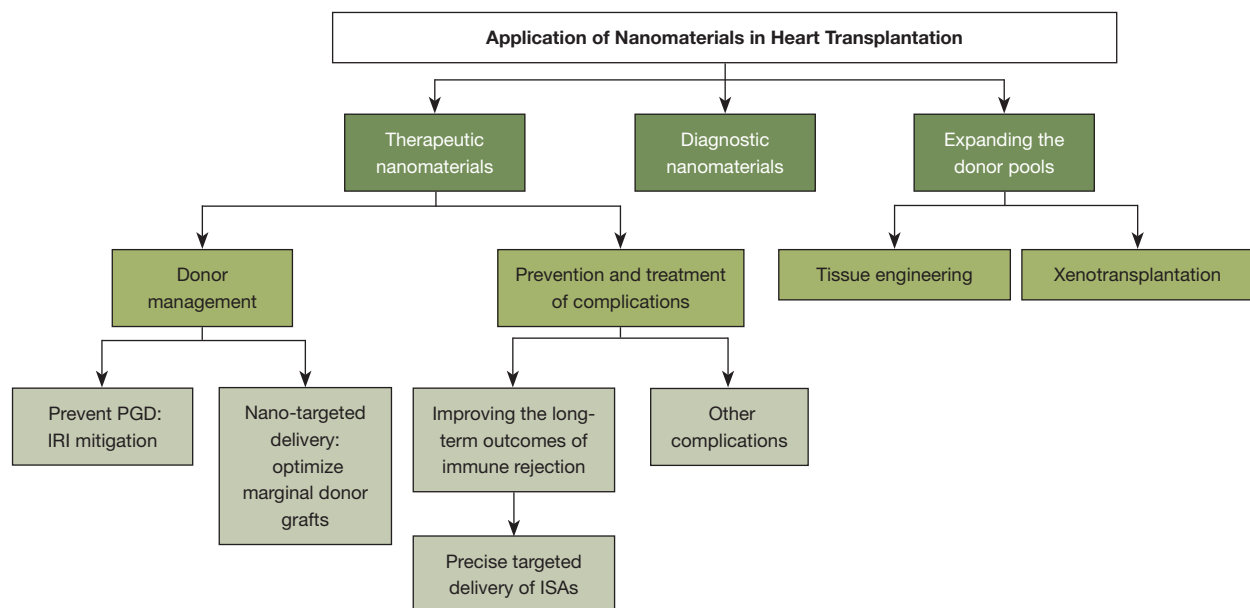 Application of Nanomaterials in Heart Transplantation
Therapeutic
nanomaterials
Diagnostic
nanomaterials
Expanding the
donor pools
Donor
management
Prevention and treatment
of complications
Tissue engineering
Xenotransplantation
Prevent PGD:
IRI mitigation
Nano-targeted
delivery:
optimize
marginal donor
grafts
Improving the long-
term outcomes of
immune rejection
Other
complications
Precise targeted
delivery of ISAs